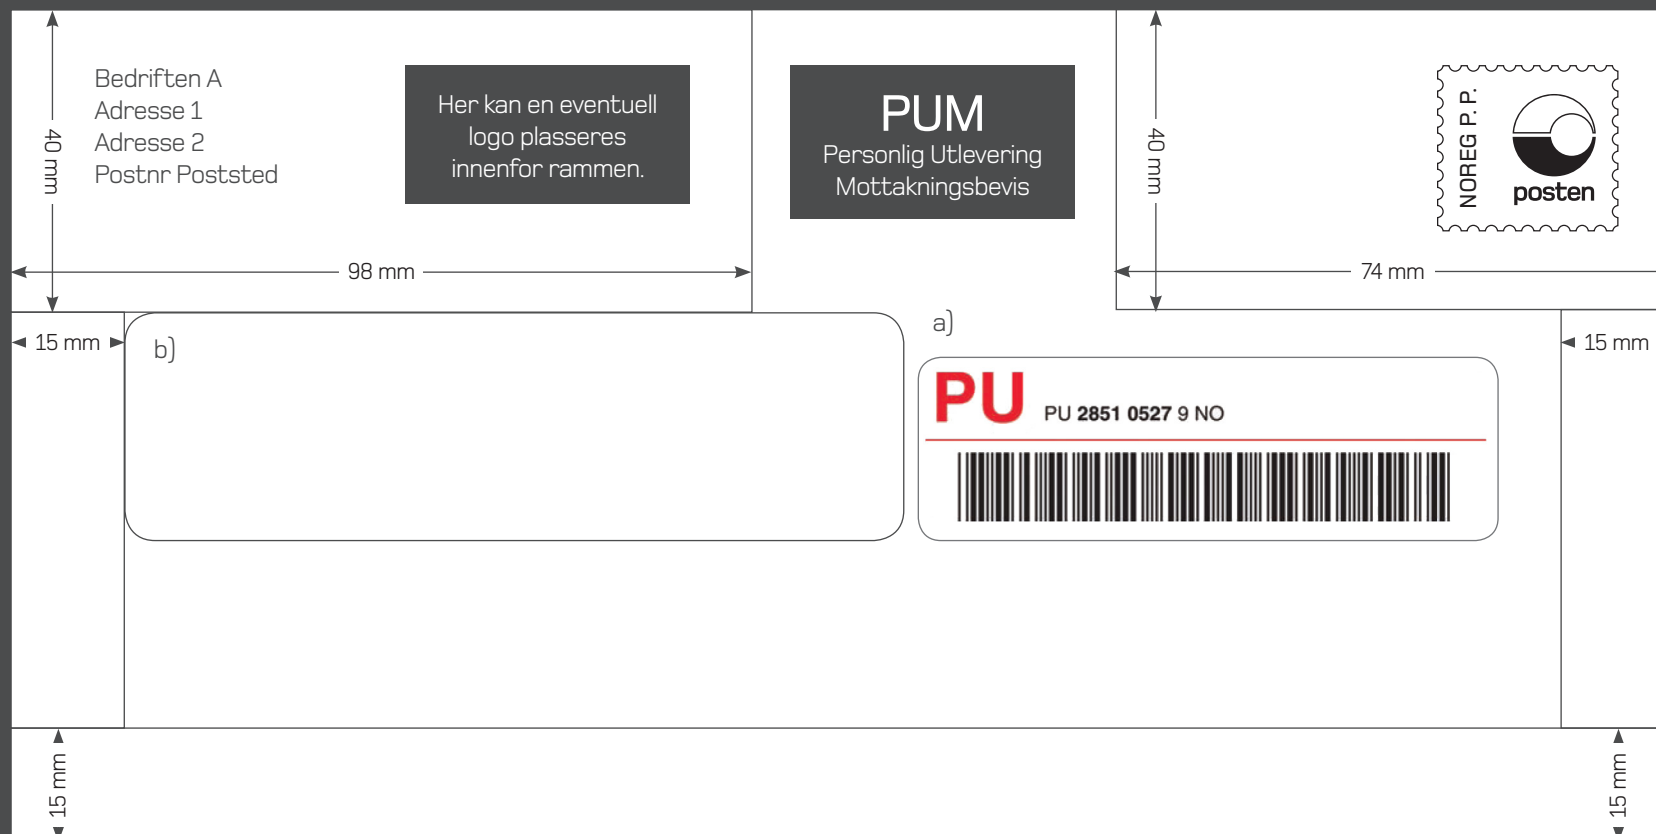 Bedriften A
Adresse 1
Adresse 2
Postnr Poststed
Her kan en eventuell
logo plasseres
innenfor rammen.
PUM
Personlig Utlevering
Mottakningsbevis
NOREG P. P.
posten
40 mm
40 mm
98 mm
74 mm
15 mm
b)
a)
15 mm
PU
PU 2851 0527 9 NO
15 mm
15 mm